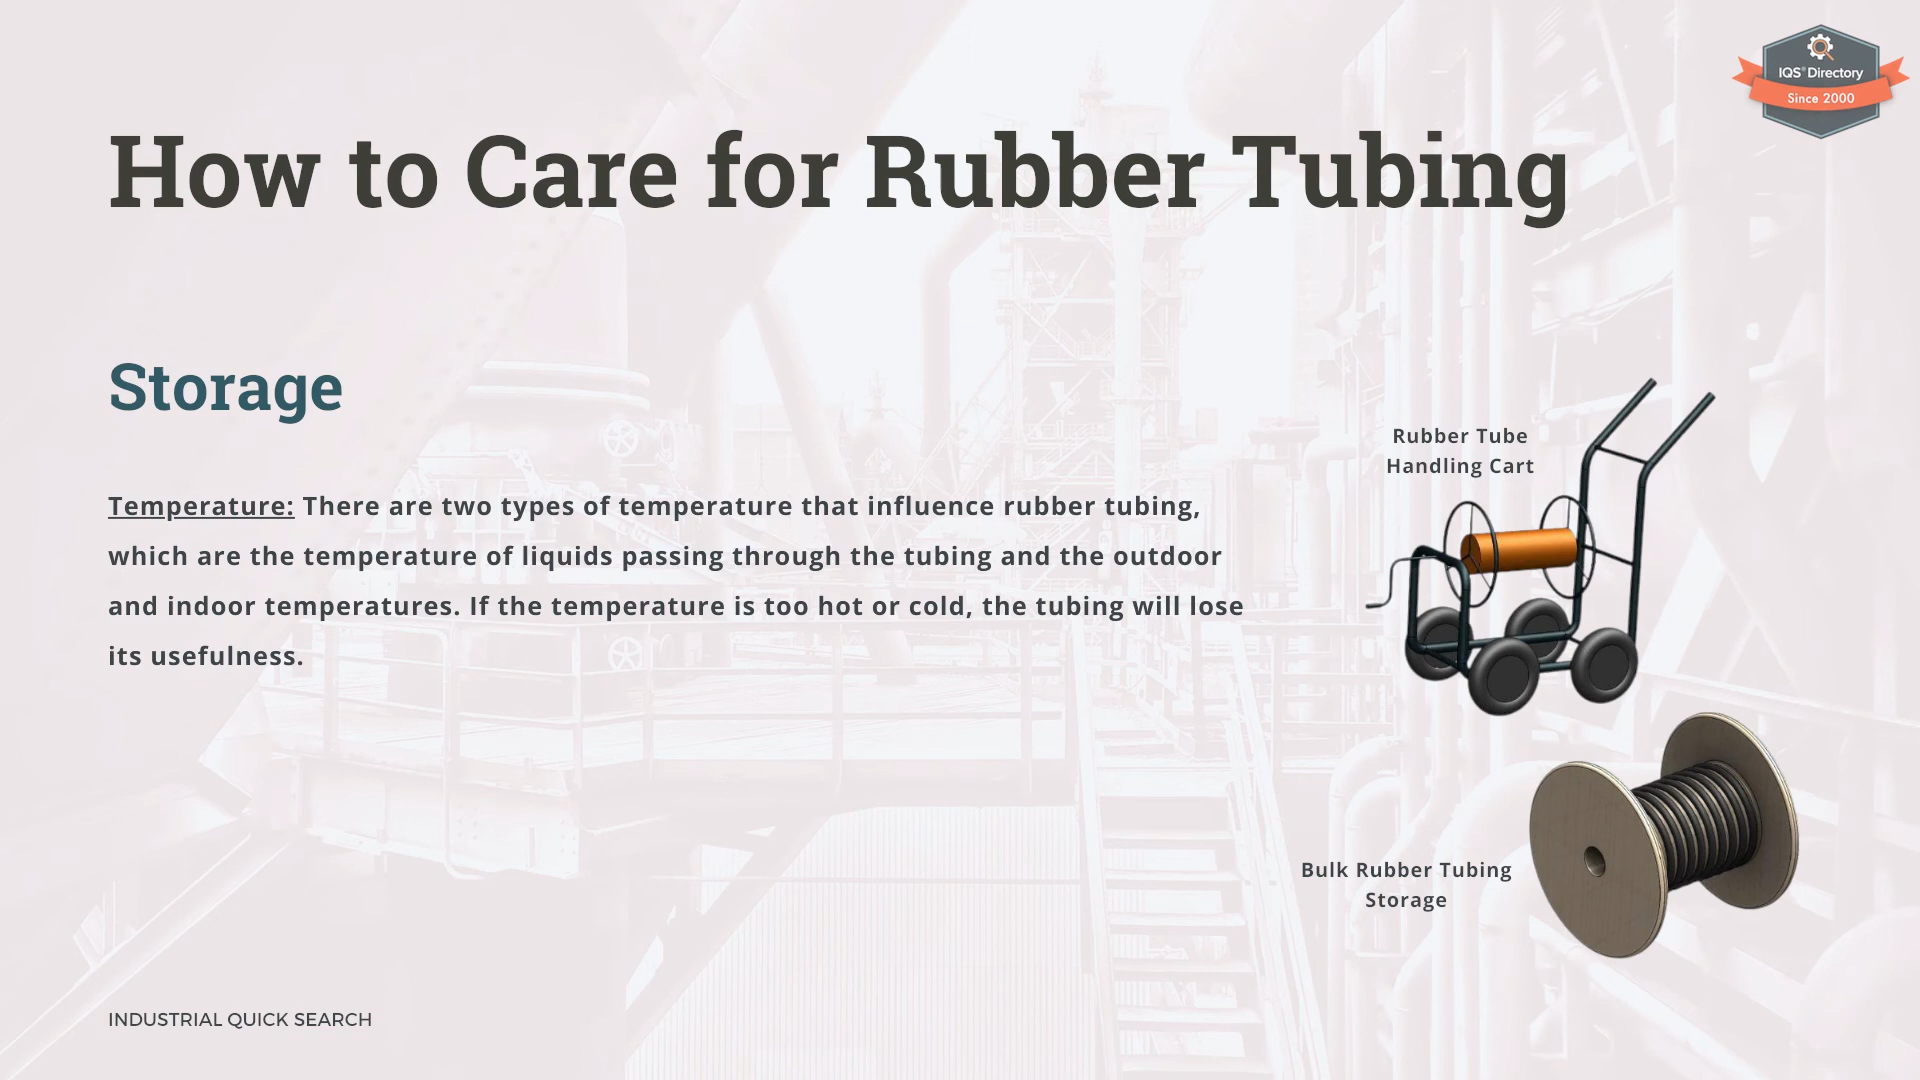 IQS® Directory
Since 2000
How to Care for Rubber Tubing
Storage
Temperature: There are two types of temperature that influence rubber tubing,
which are the temperature of liquids passing through the tubing and the outdoor
and indoor temperatures. If the temperature is too hot or cold, the tubing will lose
its usefulness.
Rubber Tube
Handling Cart
Bulk Rubber Tubing
Storage
INDUSTRIAL QUICK SEARCH